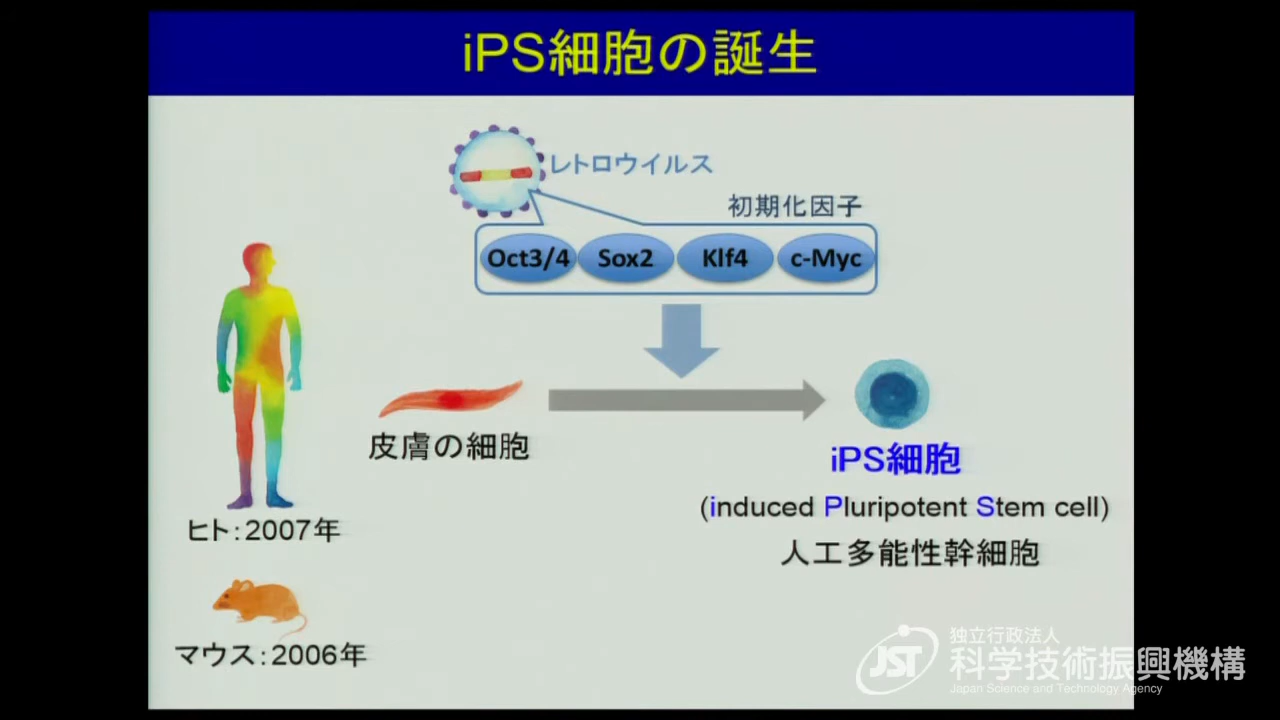 iPS細胞の誕生
レトロウイルス
初期化因子
Oct3/4 Sox2 Klf4 c-Myc
皮膚の細胞
iPS細胞
(induced Pluripotent Stem cell)
人工多能性幹細胞
ヒト:2007年
マウス:2006年
JST
独立行政法人
科学技術振興機構
Japan Science and Technology Agency